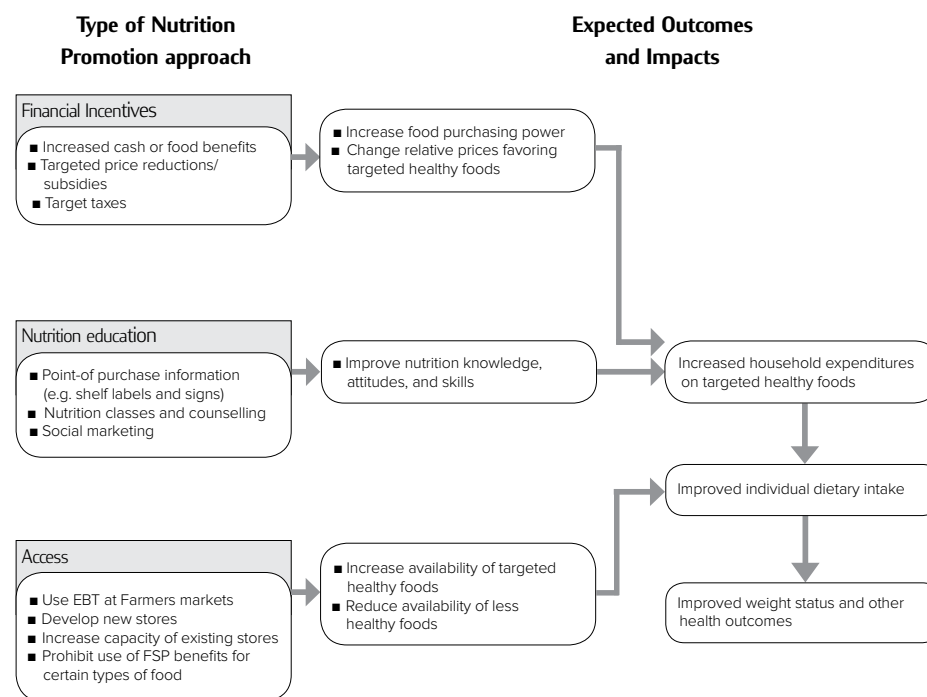 Type of Nutrition
Promotion approach
Expected Outcomes
and Impacts
Financial Incentives
■ Increased cash or food benefits
■ Targeted price reductions/
subsidies
■ Target taxes
■ Increase food purchasing power
■ Change relative prices favoring
targeted healthy foods
Nutrition education
■ Point-of purchase information
(e.g. shelf labels and signs)
■ Nutrition classes and counselling
■ Social marketing
■ Improve nutrition knowledge,
attitudes, and skills
Increased household expenditures
on targeted healthy foods
Improved individual dietary intake
Access
■ Use EBT at Farmers markets
■ Develop new stores
■ Increase capacity of existing stores
■ Prohibit use of FSP benefits for
certain types of food
■ Increase availability of targeted
healthy foods
■ Reduce availability of less
healthy foods
Improved weight status and other
health outcomes